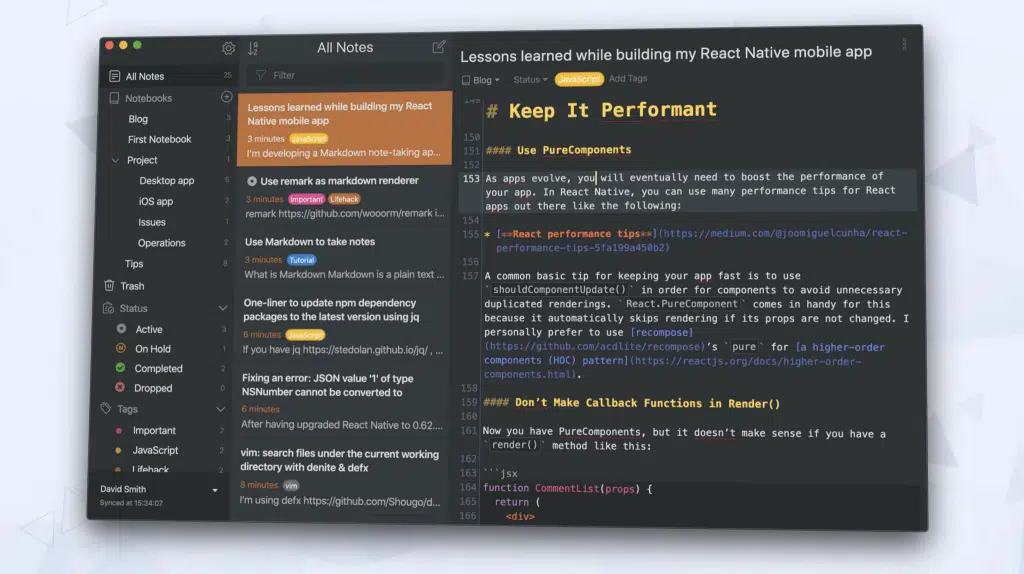 All Notes 25
Notebooks
Blog 3
First Notebook 3
Project 1
Desktop app 5
iOS app 2
Issues 2
Operations 2
Tips 8
Trash
Status
Active 3
On Hold 1
Completed 2
Dropped 2
Tags
Important 2
JavaScript 2
Lifehack 2
David Smith
Synced at 15:34:07
All Notes
Filter
Lessons learned while building my React
Native mobile app
3 minutes JavaScript
I'm developing a Markdown note-taking ap...
Use remark as markdown renderer
3 minutes Important Lifehack
remark https://github.com/wooorm/remark i...
Use Markdown to take notes
3 minutes Tutorial
What is Markdown Markdown is a plain text ...
One-liner to update npm dependency
packages to the latest version using jq
6 minutes JavaScript
If you have jq https://stedolan.github.io/jq/ , ...
Fixing an error: JSON value '1' of type
NSNumber cannot be converted to
6 minutes
After having upgraded React Native to 0.62....
vim: search files under the current working
directory with denite & defx
8 minutes vim
I'm using defx https://github.com/Shougo/d...
Lessons learned while building my React Native mobile app
Blog Status JavaScript Add Tags
149 # Keep It Performant
150
151 #### Use PureComponents
152
153 As apps evolve, you will eventually need to boost the performance of
your app. In React Native, you can use many performance tips for React
apps out there like the following:
154
155 * [**React performance tips**](https://medium.com/@joomiguelcunha/react-
performance-tips-5fa199a450b2)
156
157 A common basic tip for keeping your app fast is to use
`shouldComponentUpdate()` in order for components to avoid unnecessary
duplicated renderings. `React.PureComponent` comes in handy for this
because it automatically skips rendering if its props are not changed. I
personally prefer to use [recompose]
(https://github.com/acdlite/recompose)’s `pure` for [a higher-order
components (HOC) pattern](https://reactjs.org/docs/higher-order-
components.html).
158
159 #### Don’t Make Callback Functions in Render()
160
161 Now you have PureComponents, but it doesn’t make sense if you have a
`render()` method like this:
162
163 ```jsx
164 function CommentList(props) {
165 return (
166 <div>